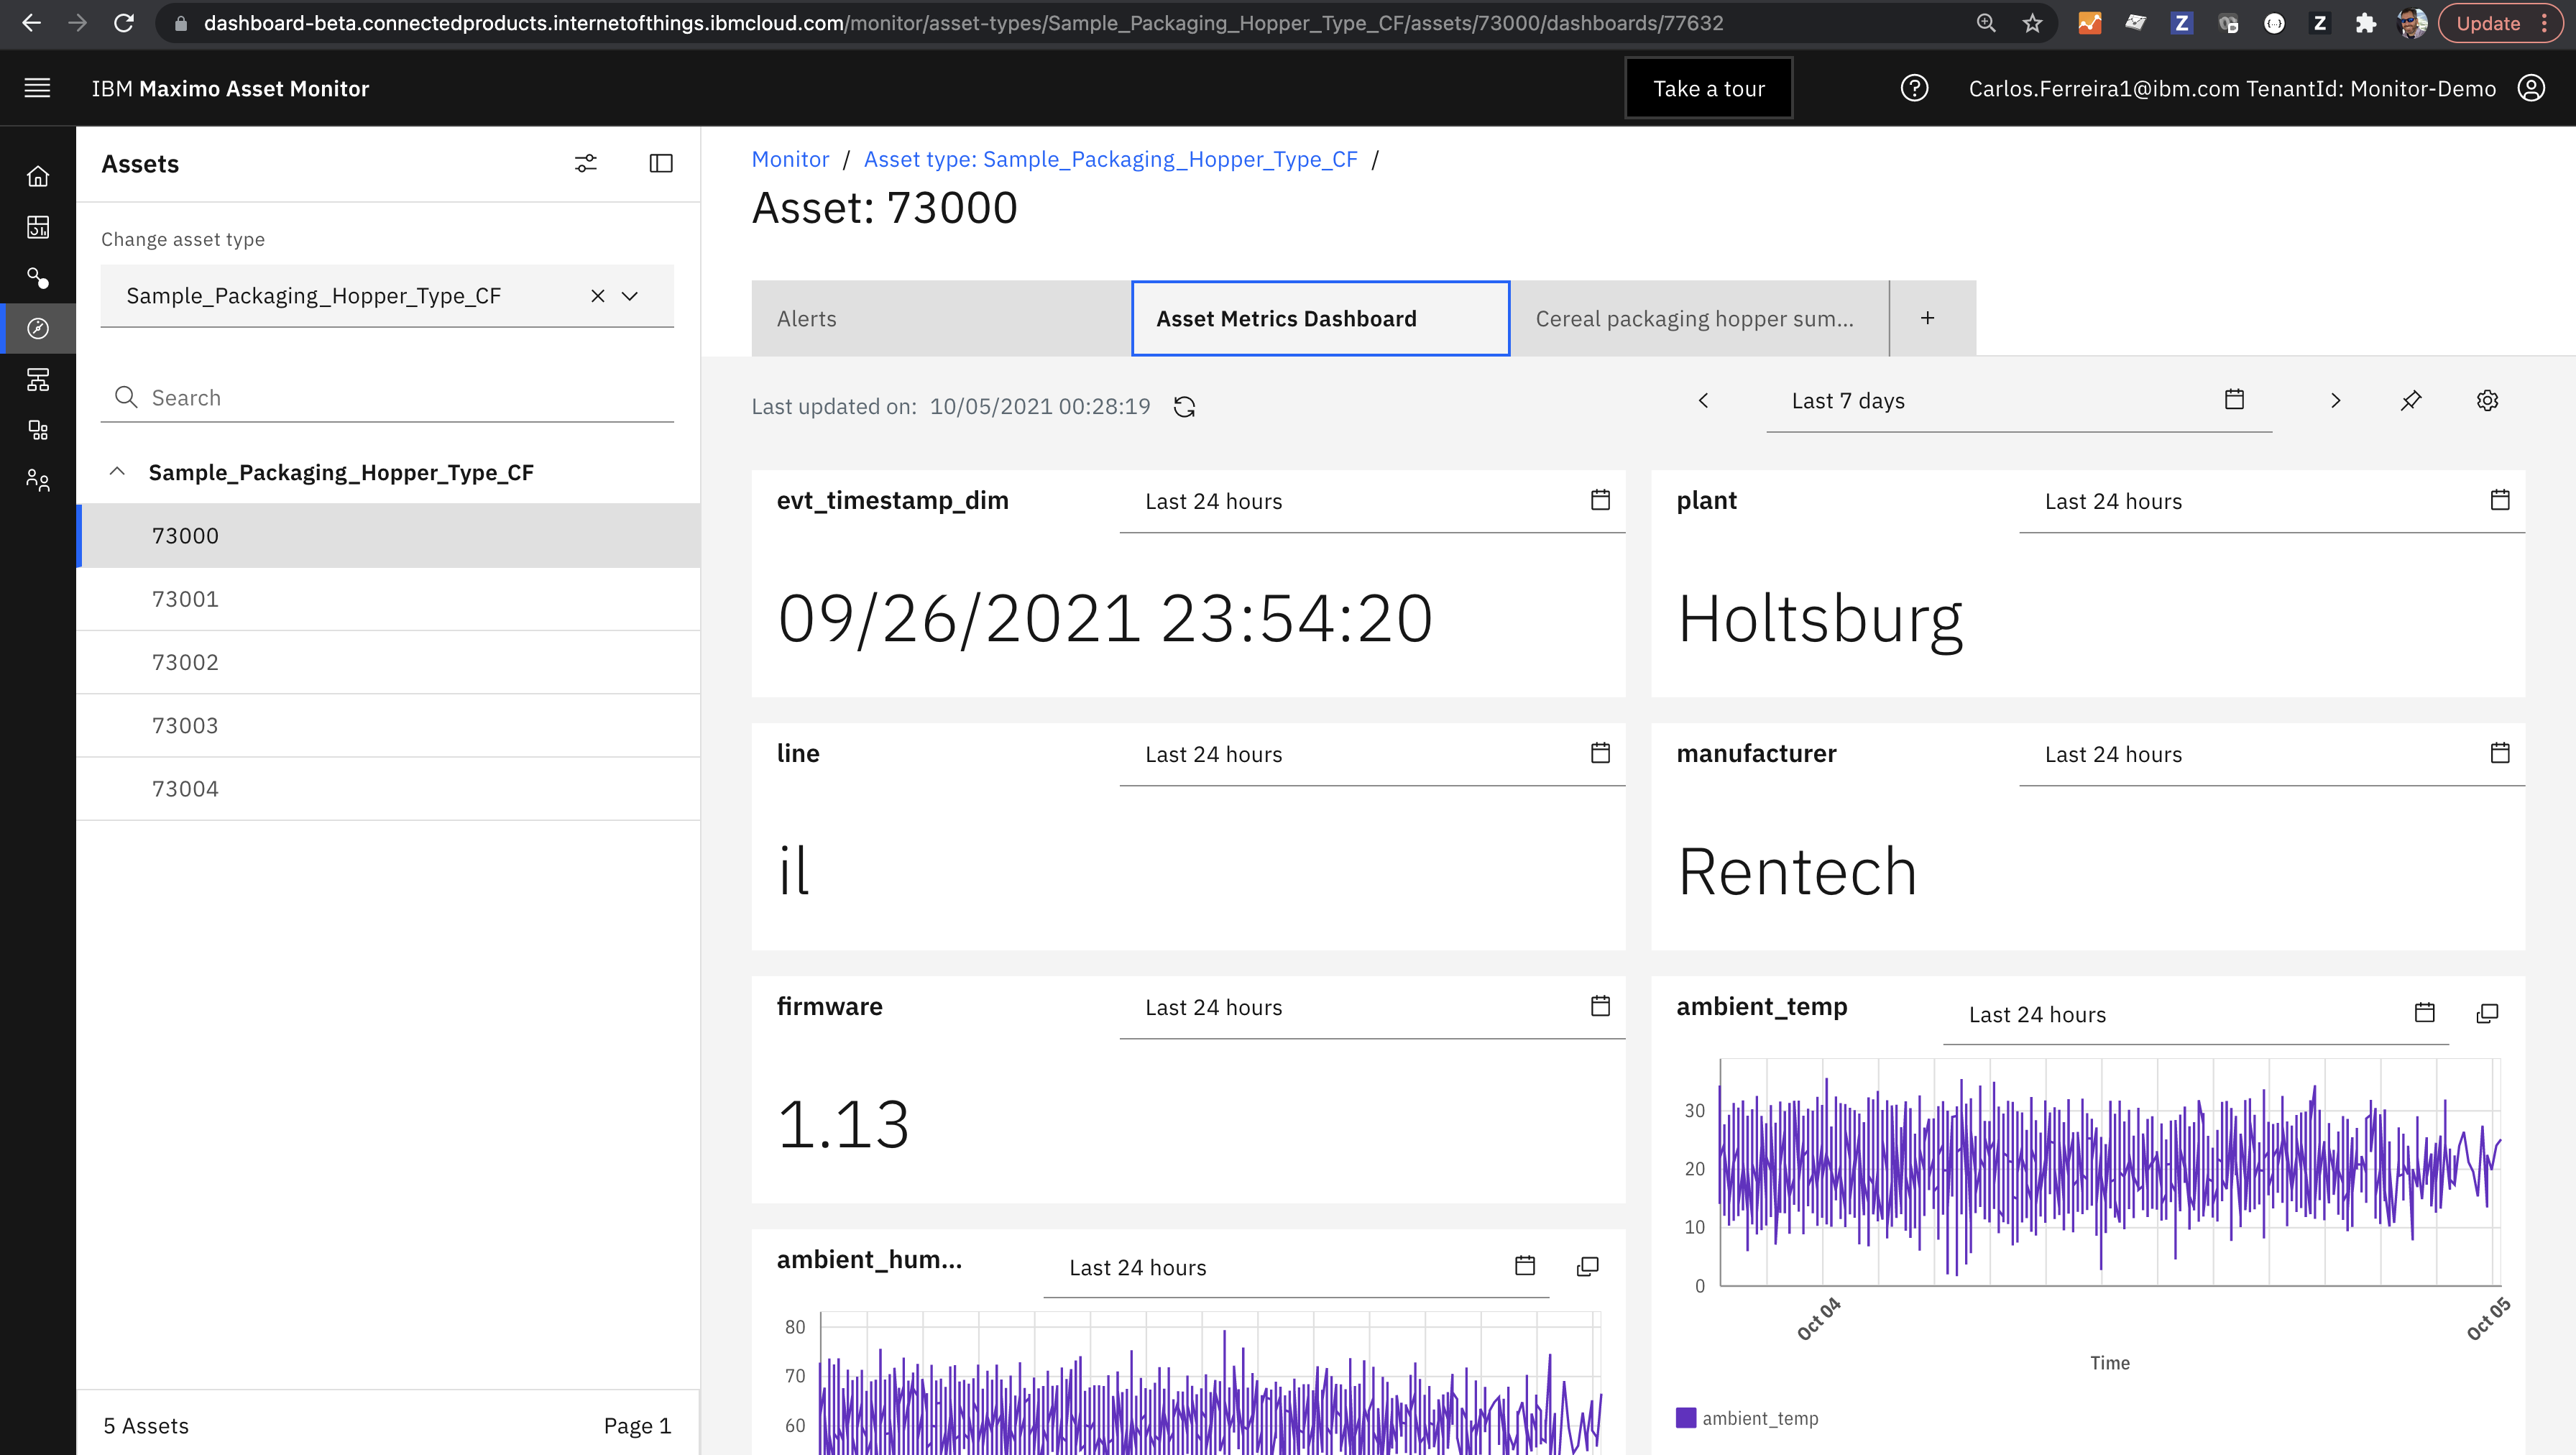 dashboard-beta.connectedproducts.internetofthings.ibmcloud.com/monitor/asset-types/Sample_Packaging_Hopper_Type_CF/assets/73000/dashboards/77632
Update
IBM Maximo Asset Monitor
Take a tour
Carlos.Ferreira1@ibm.com TenantId: Monitor-Demo
Assets
Change asset type
Sample_Packaging_Hopper_Type_CF
Search
Sample_Packaging_Hopper_Type_CF
73000
73001
73002
73003
73004
5 Assets
Page 1
Monitor / Asset type: Sample_Packaging_Hopper_Type_CF /
Asset: 73000
Alerts
Asset Metrics Dashboard
Cereal packaging hopper sum...
+
Last updated on: 10/05/2021 00:28:19
Last 7 days
evt_timestamp_dim
Last 24 hours
09/26/2021 23:54:20
plant
Last 24 hours
Holtsburg
line
Last 24 hours
il
manufacturer
Last 24 hours
Rentech
firmware
Last 24 hours
1.13
ambient_temp
Last 24 hours
30
20
10
0
Oct 04
Oct 05
Time
ambient_temp
ambient_hum...
Last 24 hours
80
70
60